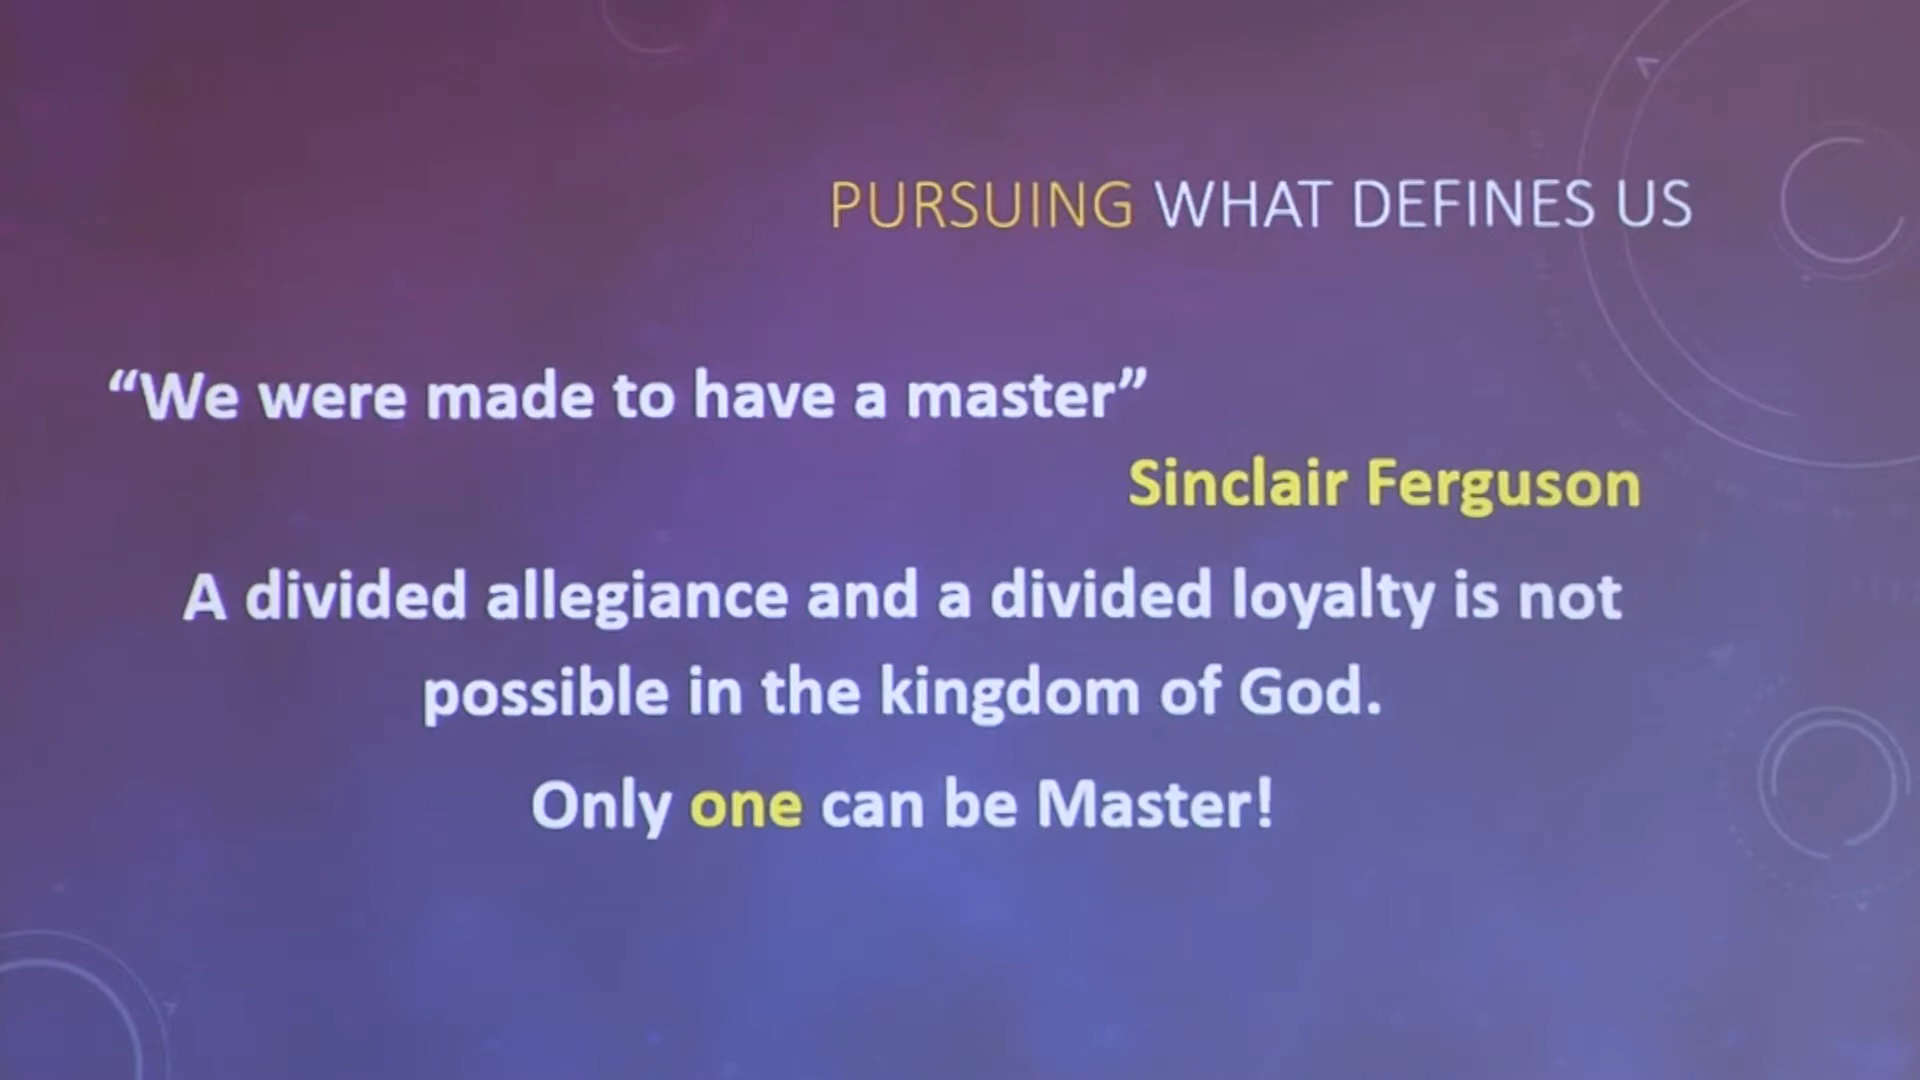 PURSUING WHAT DEFINES US
“We were made to have a master”
Sinclair Ferguson
A divided allegiance and a divided loyalty is not
possible in the kingdom of God.
Only one can be Master!